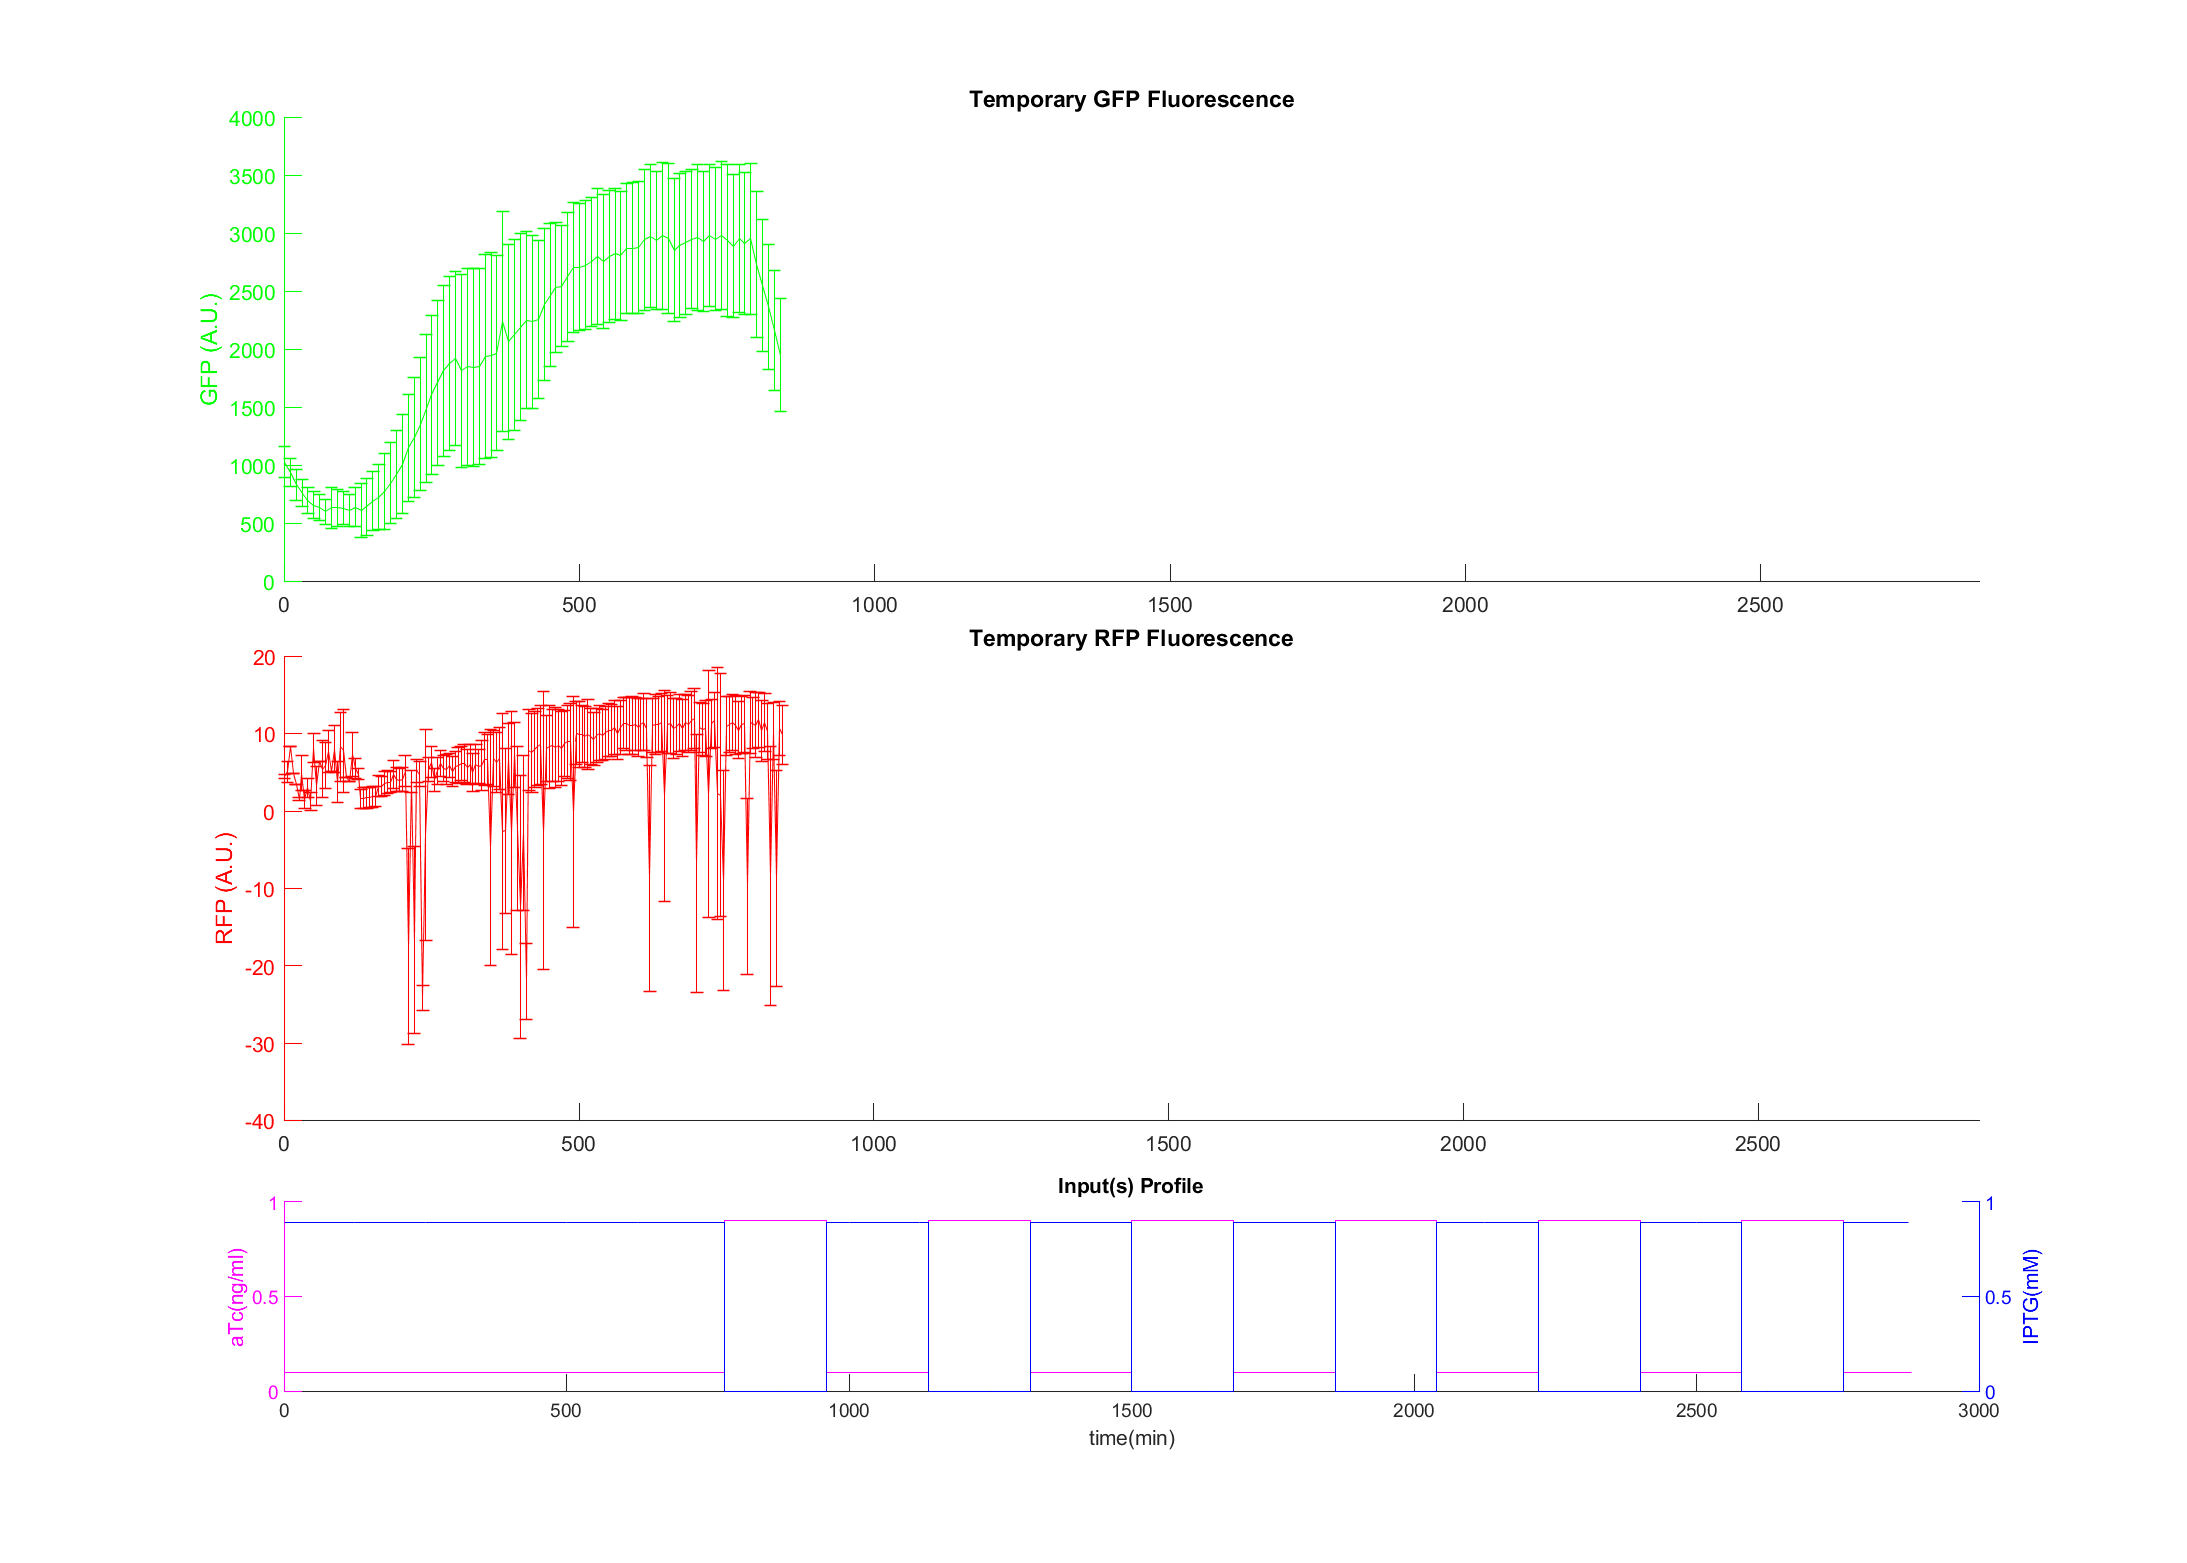 Temporary GFP Fluorescence
4000
3500
3000
2500
2000
1500
1000
500
0
GFP (A.U.)
0 500 1000 1500 2000 2500
Temporary RFP Fluorescence
20
10
0
-10
-20
-30
-40
RFP (A.U.)
0 500 1000 1500 2000 2500
Input(s) Profile
1
0.5
0
aTc(ng/ml)
1
0.5
0
IPTG(mM)
0 500 1000 1500 2000 2500 3000
time(min)